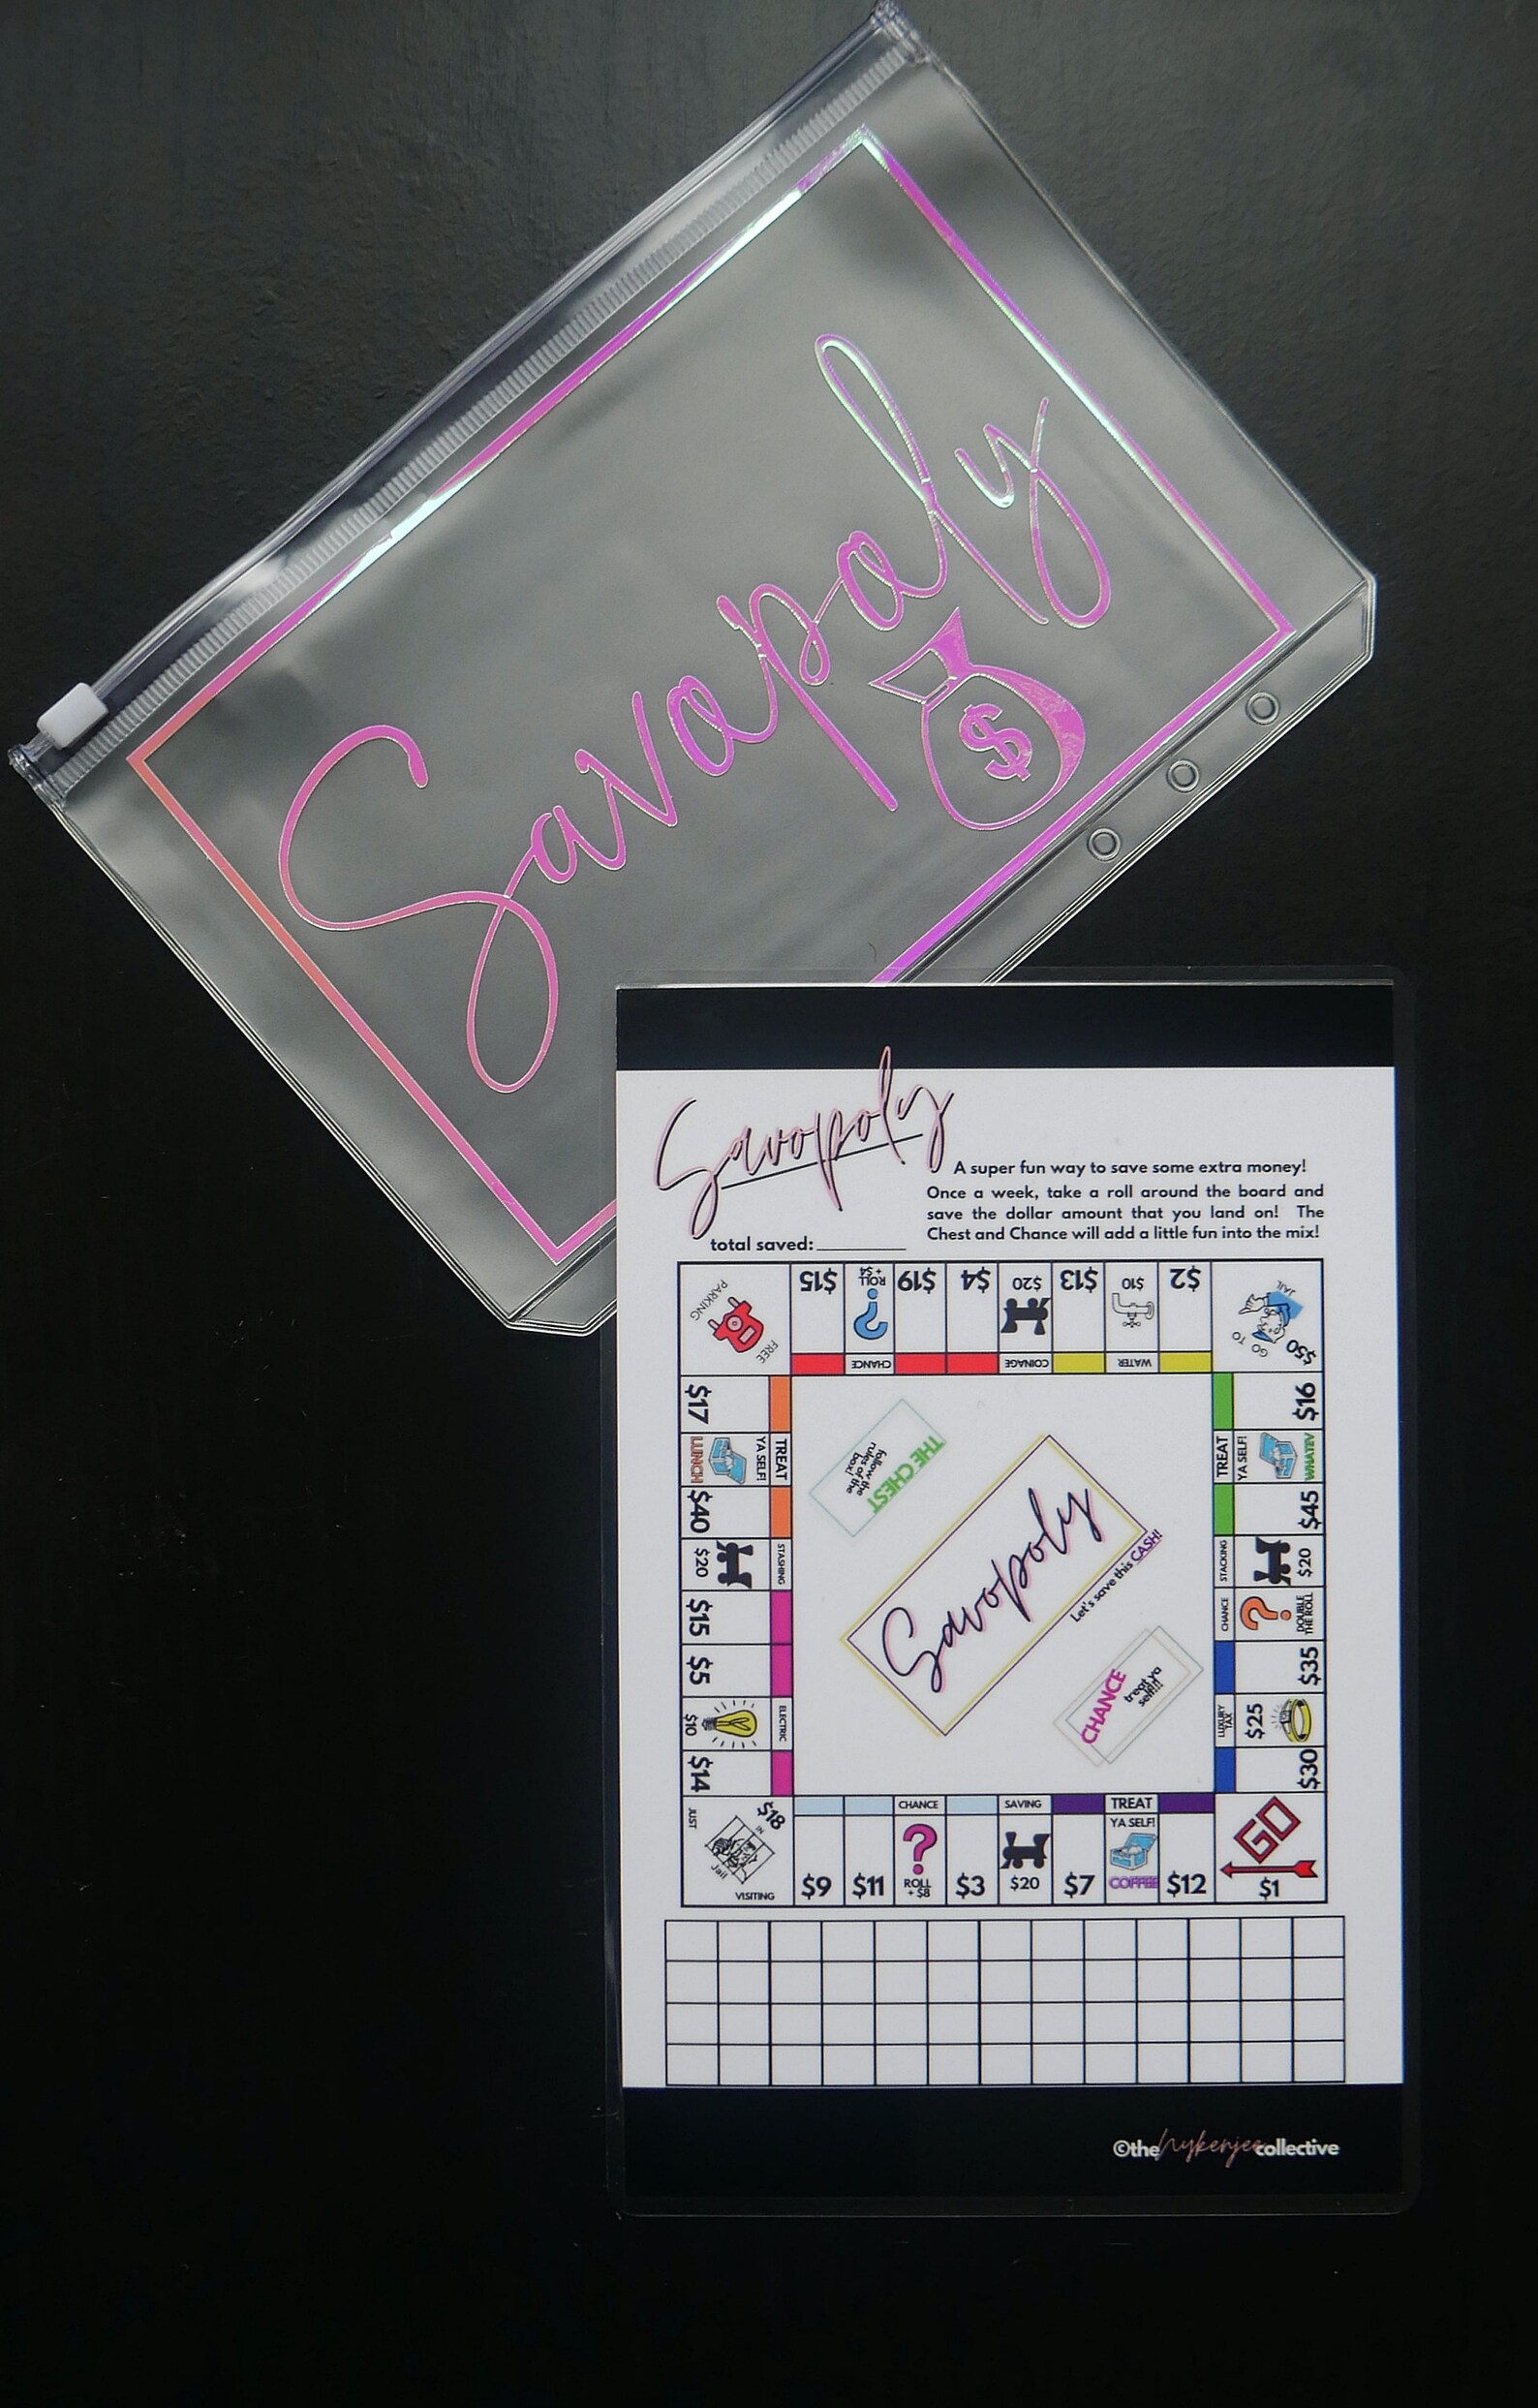 Savapoly
$
Savopoly
A super fun way to save some extra money!
Once a week, take a roll around the board and
save the dollar amount that you land on! The
Chest and Chance will add a little fun into the mix!
total saved:
FREE
PARKING
$15
CHANCE
ROLL
+ $4
$19
$4
COINAGE
$20
$13
WATER
$10
$2
GO TO
JAIL
$50
$17
TREAT
YA SELF!
LUNCH
$40
STASHING
$20
$15
$5
ELECTRIC
$10
$14
$16
TREAT
YA SELF!
WHATEV
$45
STACKING
$20
CHANCE
DOUBLE
THE ROLL
$35
LUXURY
TAX
$25
$30
THE CHEST
follow the
rules of the
box!
Savopoly
Let's save this CASH!
CHANCE
treat ya
self!!!
$18
IN
Jail
JUST
VISITING
$9
$11
CHANCE
ROLL
+ $8
$3
SAVING
$20
$7
TREAT
YA SELF!
COFFEE
$12
GO
$1
©the hykenjee collective